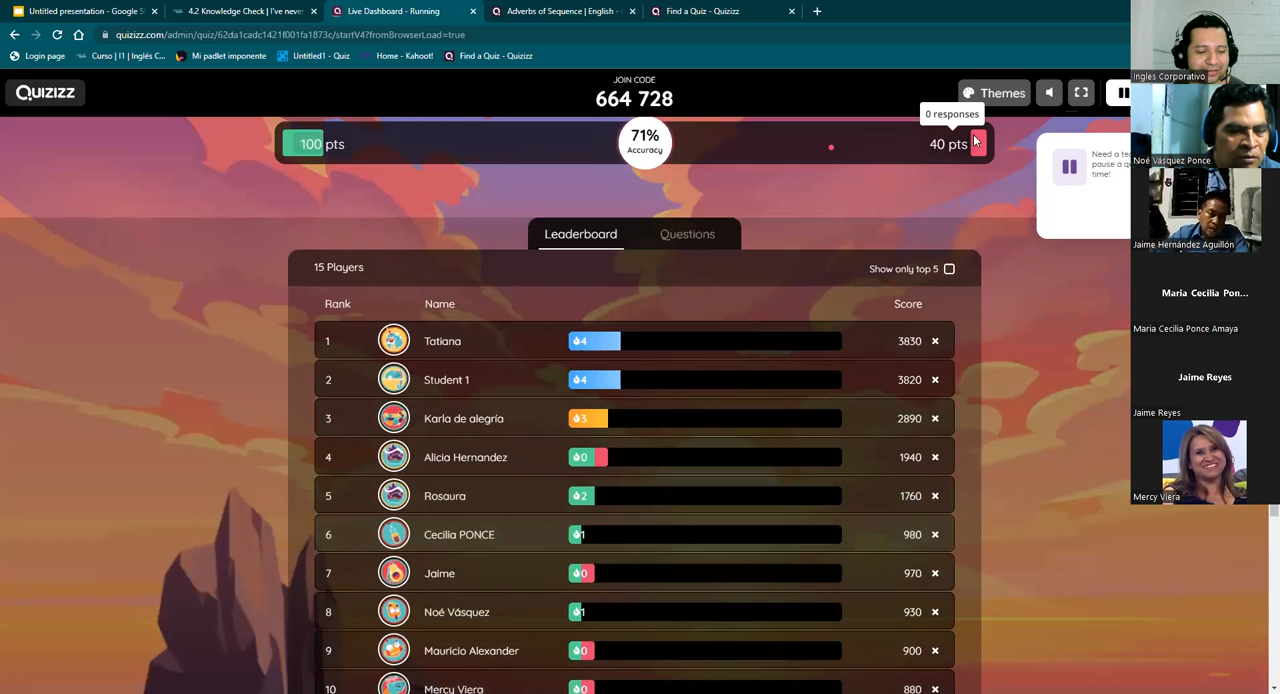 Untitled presentation - Google S
4.2 Knowledge Check | I've never
Live Dashboard - Running
Adverbs of Sequence | English -
Find a Quiz - Quizizz
quizizz.com/admin/quiz/62da1cadc1421f001fa1873c/startV4?fromBrowserLoad=true
Login page
Curso | I1 | Inglés C...
Mi padlet imponente
Untitled1 - Quiz
Home - Kahoot!
Find a Quiz - Quizizz
QUIZIZZ
JOIN CODE
664 728
Themes
0 responses
100 pts
71%
Accuracy
40 pts
Need a te
pause a q
time!
Leaderboard
Questions
15 Players
Show only top 5
Rank Name Score
1 Tatiana 4 3830
2 Student 1 4 3820
3 Karla de alegría 3 2890
4 Alicia Hernandez 0 1940
5 Rosaura 2 1760
6 Cecilia PONCE 1 980
7 Jaime 0 970
8 Noé Vásquez 1 930
9 Mauricio Alexander 0 900
10 Mercy Viera 0 880
Ingles Corporativo
Noé Vásquez Ponce
Jaime Hernández Aguillón
Maria Cecilia Pon...
Maria Cecilia Ponce Amaya
Jaime Reyes
Jaime Reyes
Mercy Viera